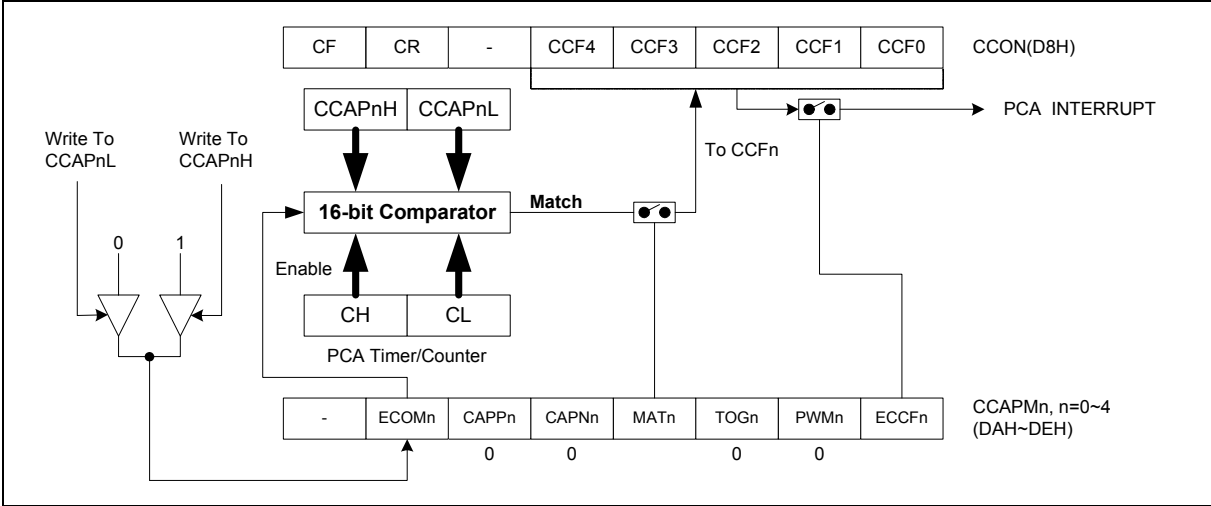 CF CR - CCF4 CCF3 CCF2 CCF1 CCF0 CCON(D8H)
CCAPnH CCAPnL
PCA INTERRUPT
Write To
CCAPnL
Write To
CCAPnH
To CCFn
16-bit Comparator
Match
0 1
Enable
CH CL
PCA Timer/Counter
- ECOMn CAPPn CAPNn MATn TOGn PWMn ECCFn
CCAPMn, n=0~4
(DAH~DEH)
0 0 0 0